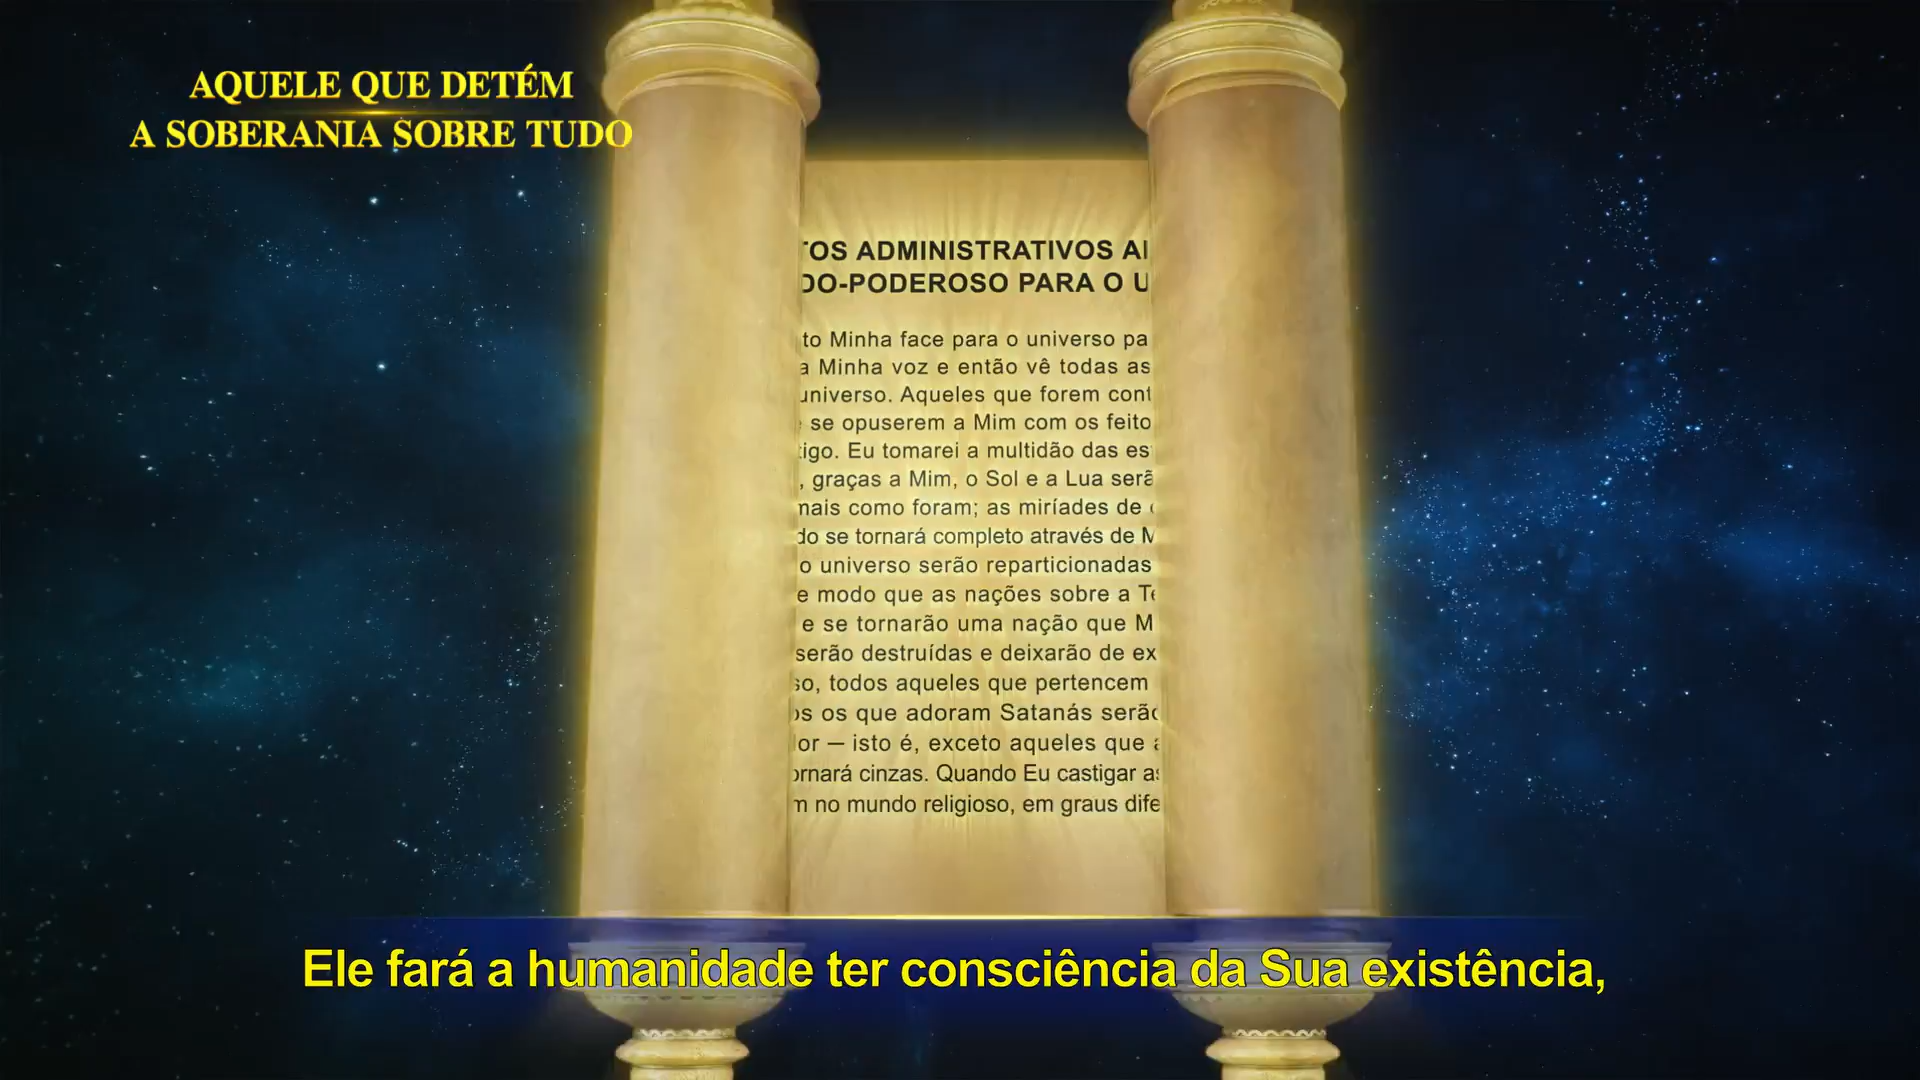 AQUELE QUE DETÉM
A SOBERANIA SOBRE TUDO
TOS ADMINISTRATIVOS
DO-PODEROSO PARA O U
to Minha face para o universo pa
a Minha voz e então vê todas as
universo. Aqueles que forem cont
se opuserem a Mim com os feito
tigo. Eu tomarei a multidão das es
, graças a Mim, o Sol e a Lua serã
mais como foram; as miríades de
do se tornará completo através de M
o universo serão reparticionadas
e modo que as nações sobre a Te
e se tornarão uma nação que M
serão destruídas e deixarão de ex
so, todos aqueles que pertencem
os os que adoram Satanás serão
or — isto é, exceto aqueles que a
ornará cinzas. Quando Eu castigar as
m no mundo religioso, em graus dife
Ele fará a humanidade ter consciência da Sua existência,